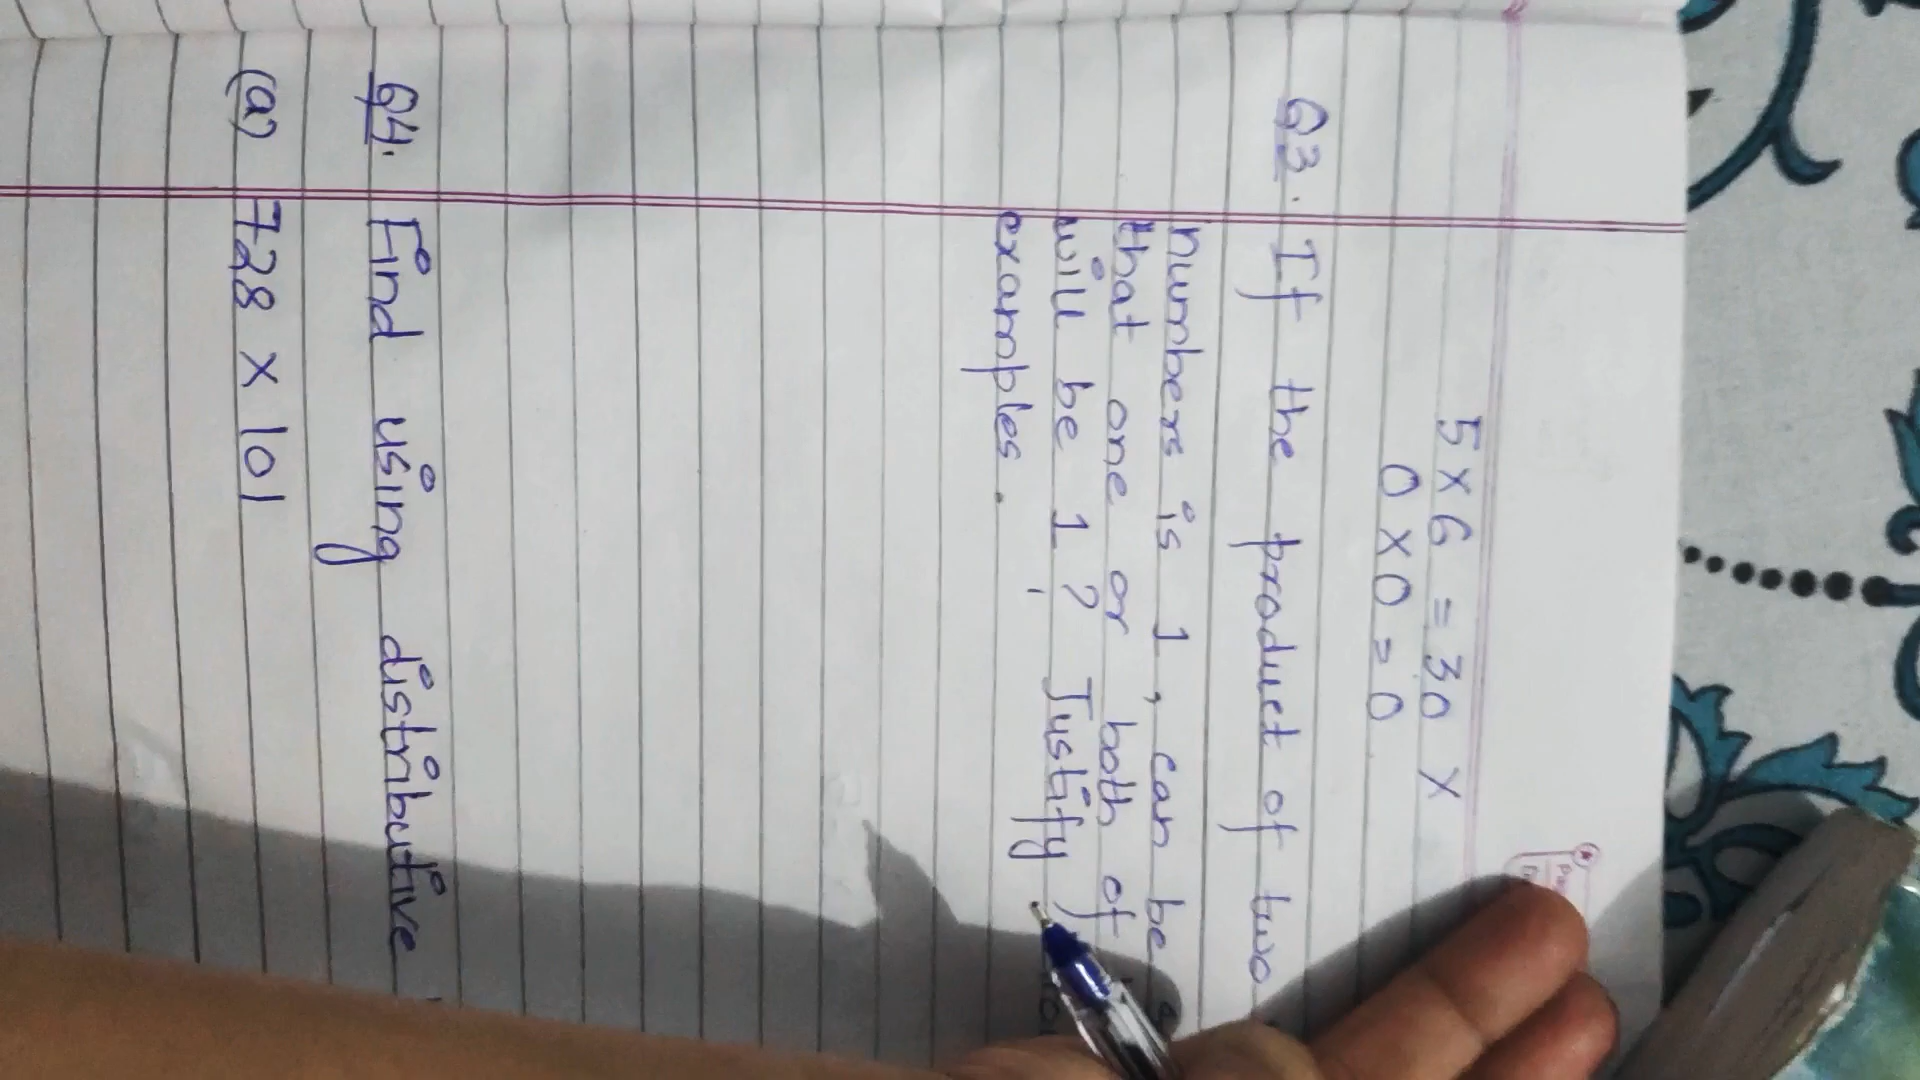 5 × 6 = 30 ×
0 × 0 = 0
Q3. If the product of two
numbers is 1, can be
that one or both of
will be 1? Justify
examples.
Q4. Find using distributive
(a) 728 × 101